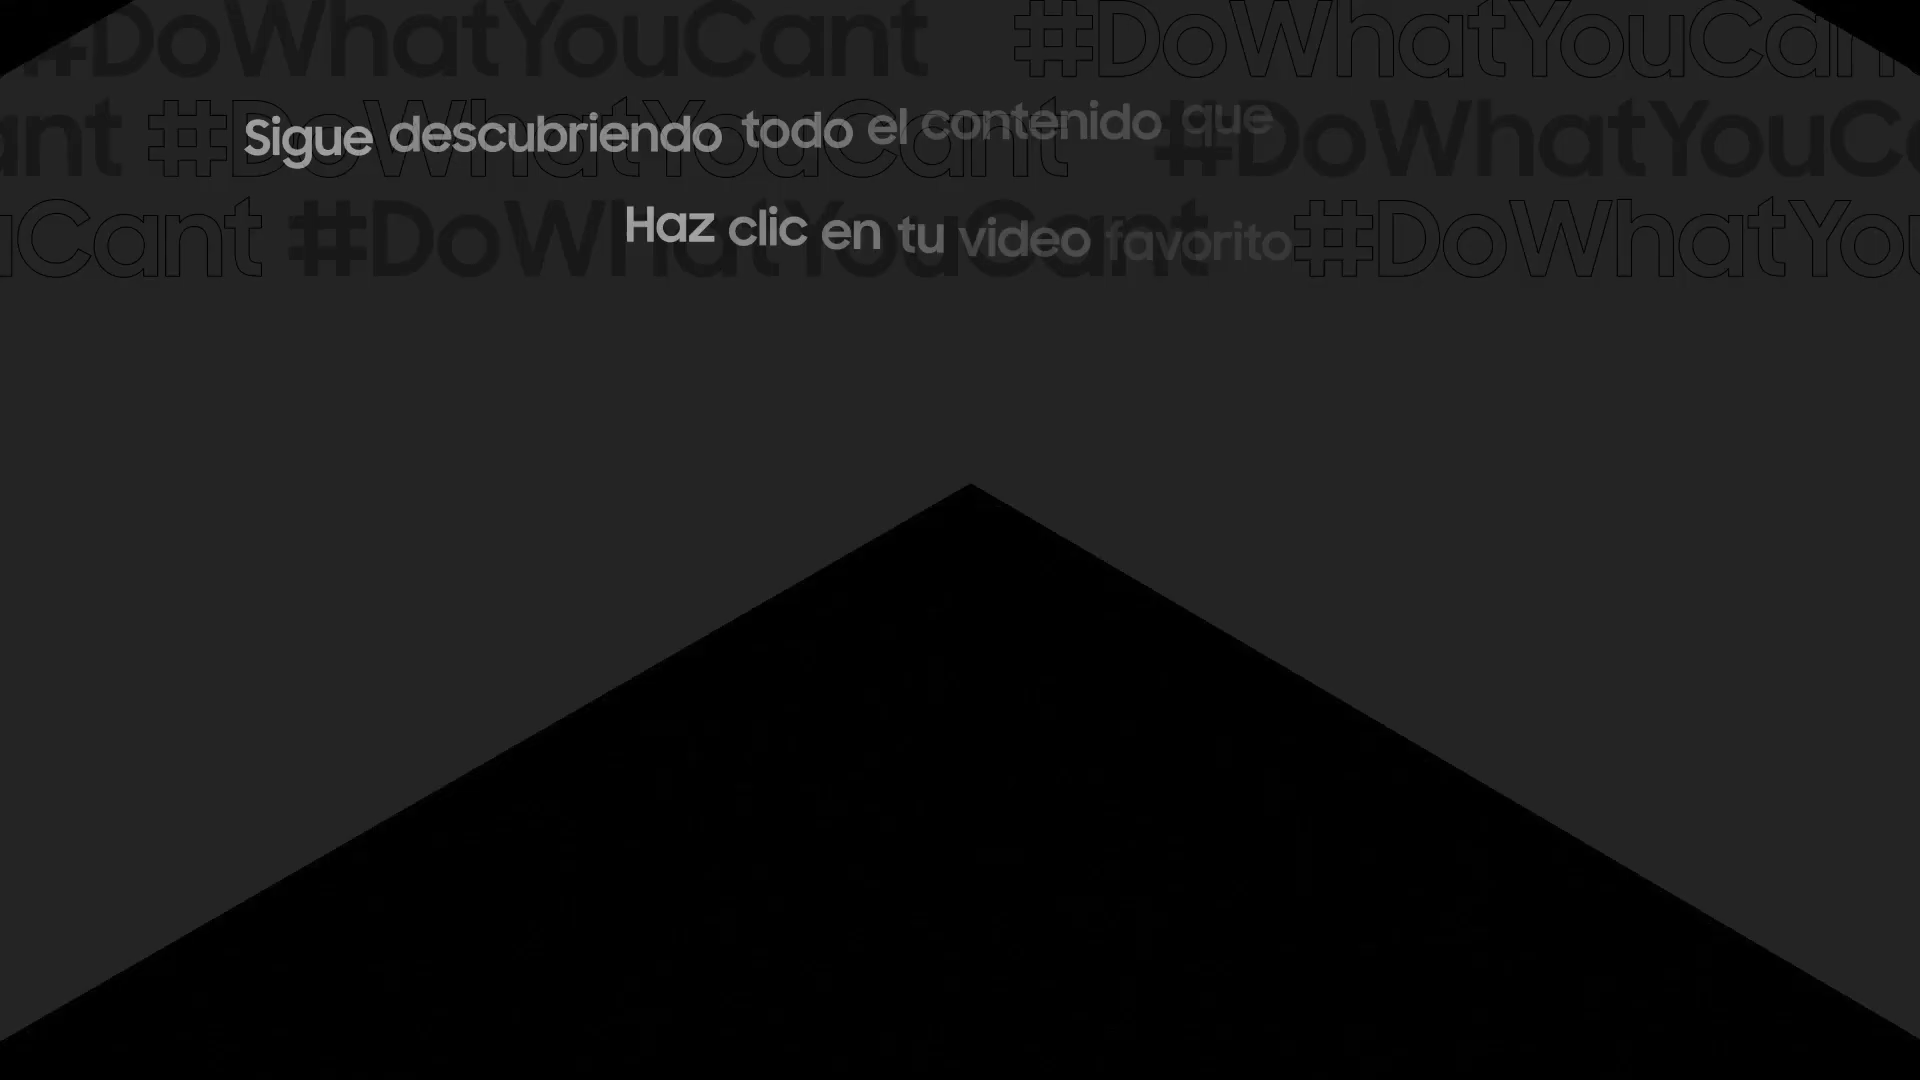 #DoWhatYouCant #DoWhatYouCan
ant #DoWhatYouCant #DoWhatYouCa
Sigue descubriendo todo el contenido que
uCant #DoWhatYouCant #DoWhatYou
Haz clic en tu video favorito